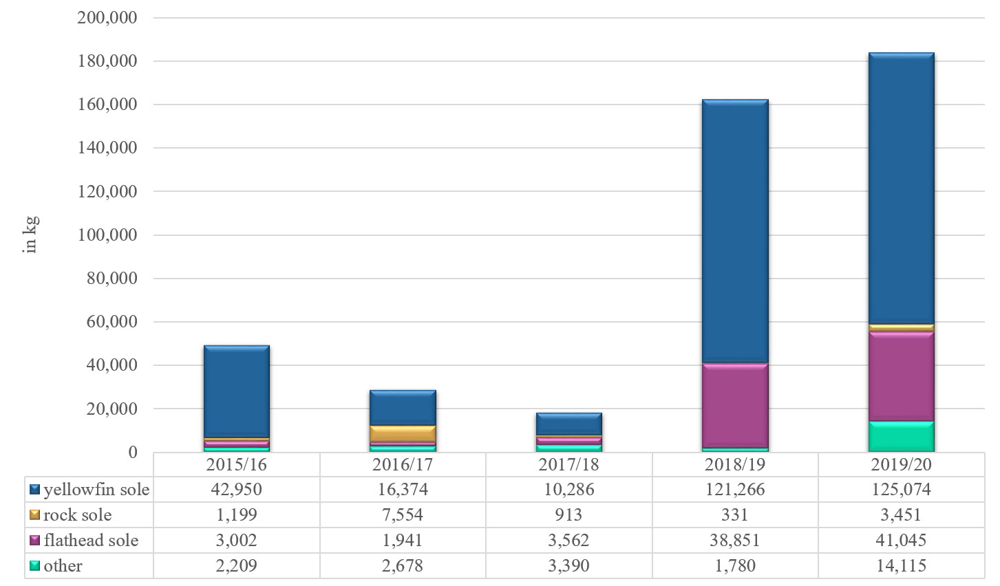 200,000
180,000
160,000
140,000
120,000
100,000
80,000
60,000
40,000
20,000
0
in kg
2015/16 2016/17 2017/18 2018/19 2019/20
yellowfin sole 42,950 16,374 10,286 121,266 125,074
rock sole 1,199 7,554 913 331 3,451
flathead sole 3,002 1,941 3,562 38,851 41,045
other 2,209 2,678 3,390 1,780 14,115